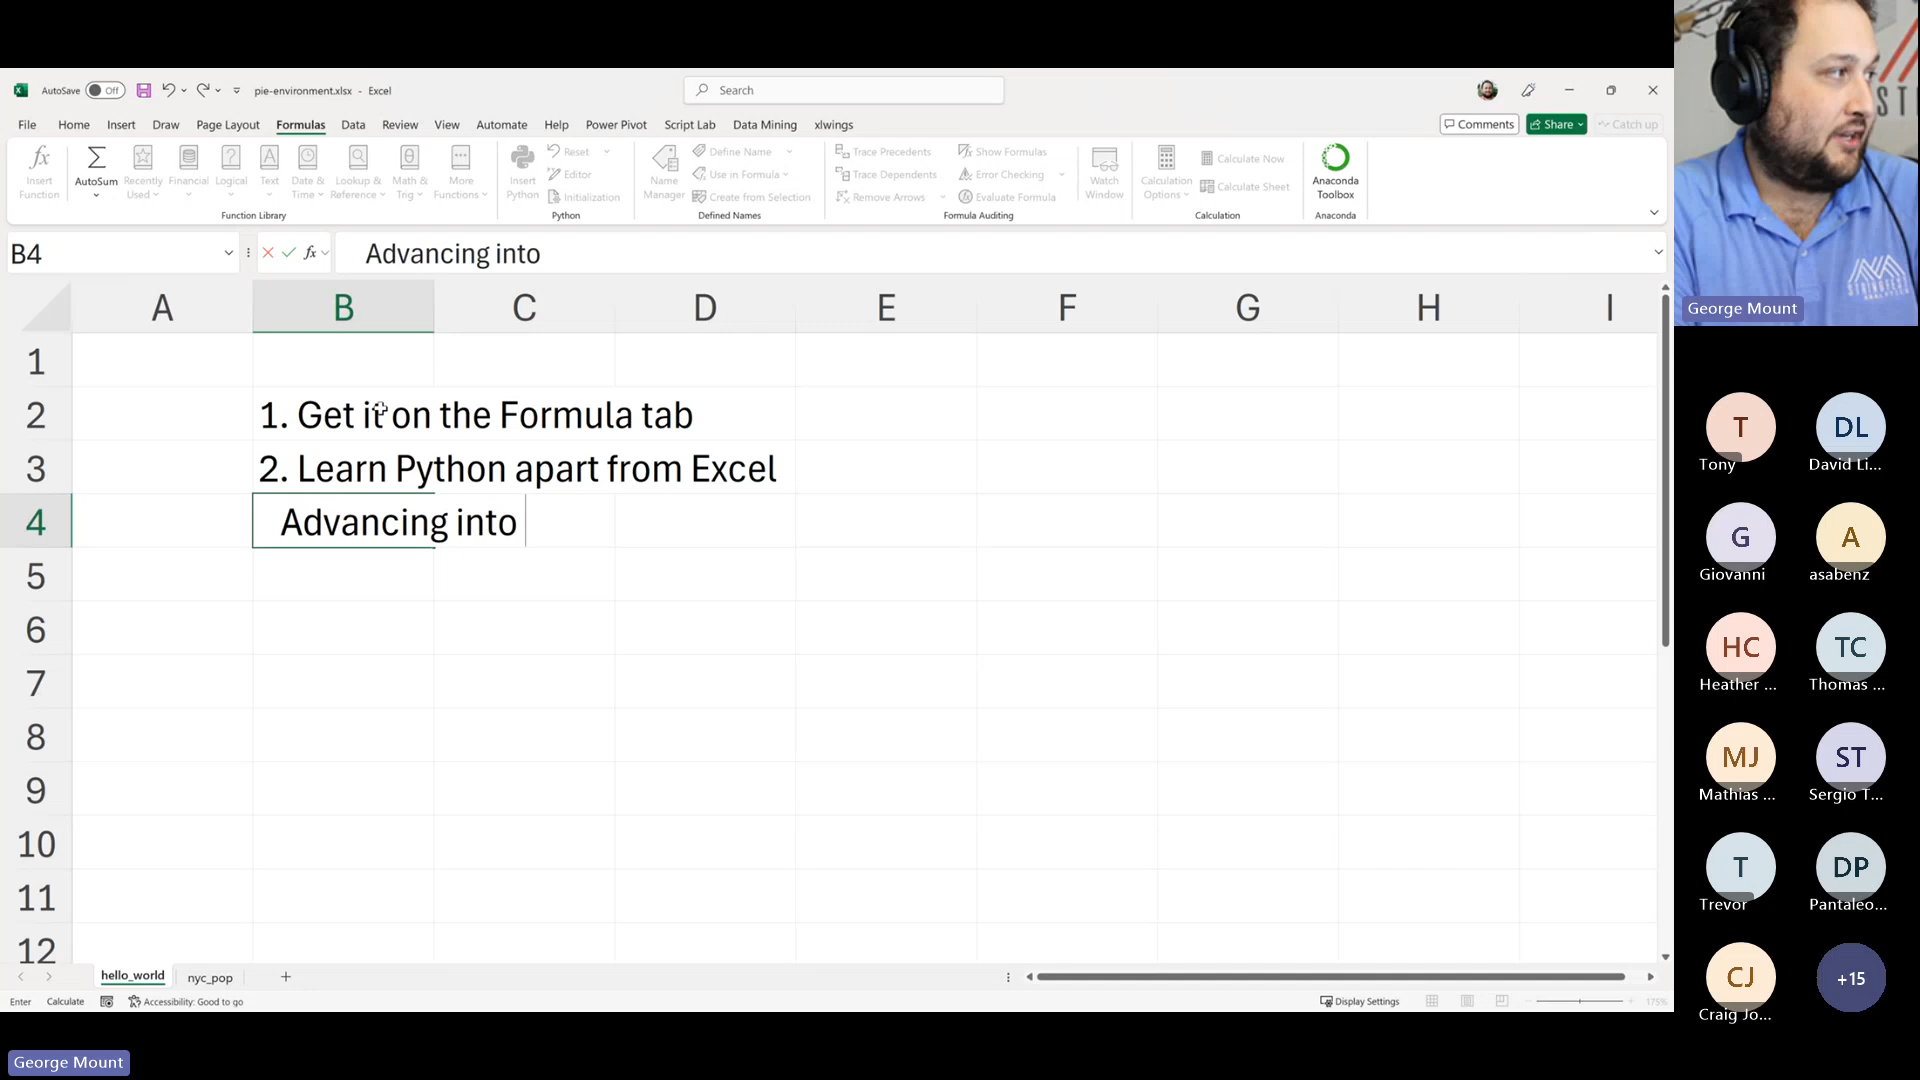 AutoSave Off pie-environment.xlsx - Excel Search
File Home Insert Draw Page Layout Formulas Data Review View Automate Help Power Pivot Script Lab Data Mining xlwings Comments Share Catch up
Insert Function
AutoSum
Recently Used
Financial
Logical
Text
Date & Time
Lookup & Reference
Math & Trig
More Functions
Function Library
Insert Python
Reset
Editor
Initialization
Python
Name Manager
Define Name
Use in Formula
Create from Selection
Defined Names
Trace Precedents
Trace Dependents
Remove Arrows
Show Formulas
Error Checking
Evaluate Formula
Formula Auditing
Watch Window
Calculation Options
Calculate Now
Calculate Sheet
Calculation
Anaconda Toolbox
Anaconda
B4 fx Advancing into
A B C D E F G H I
1
2 1. Get it on the Formula tab
3 2. Learn Python apart from Excel
4 Advancing into
5
6
7
8
9
10
11
12
hello_world nyc_pop
Enter Calculate Accessibility: Good to go Display Settings 175%
George Mount
George Mount
T DL
Tony David Li...
G A
Giovanni asabenz
HC TC
Heather ... Thomas ...
MJ ST
Mathias ... Sergio T...
T DP
Trevor Pantaleo...
CJ +15
Craig Jo...